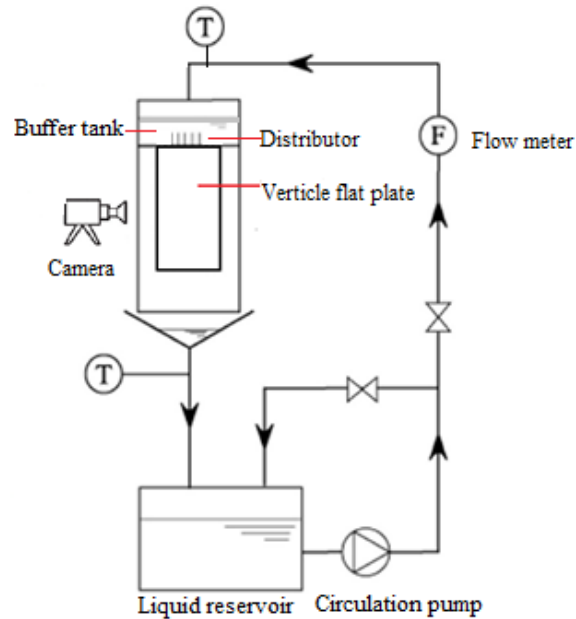 T
Buffer tank
Distributor
F
Flow meter
Verticle flat plate
Camera
T
Liquid reservoir
Circulation pump